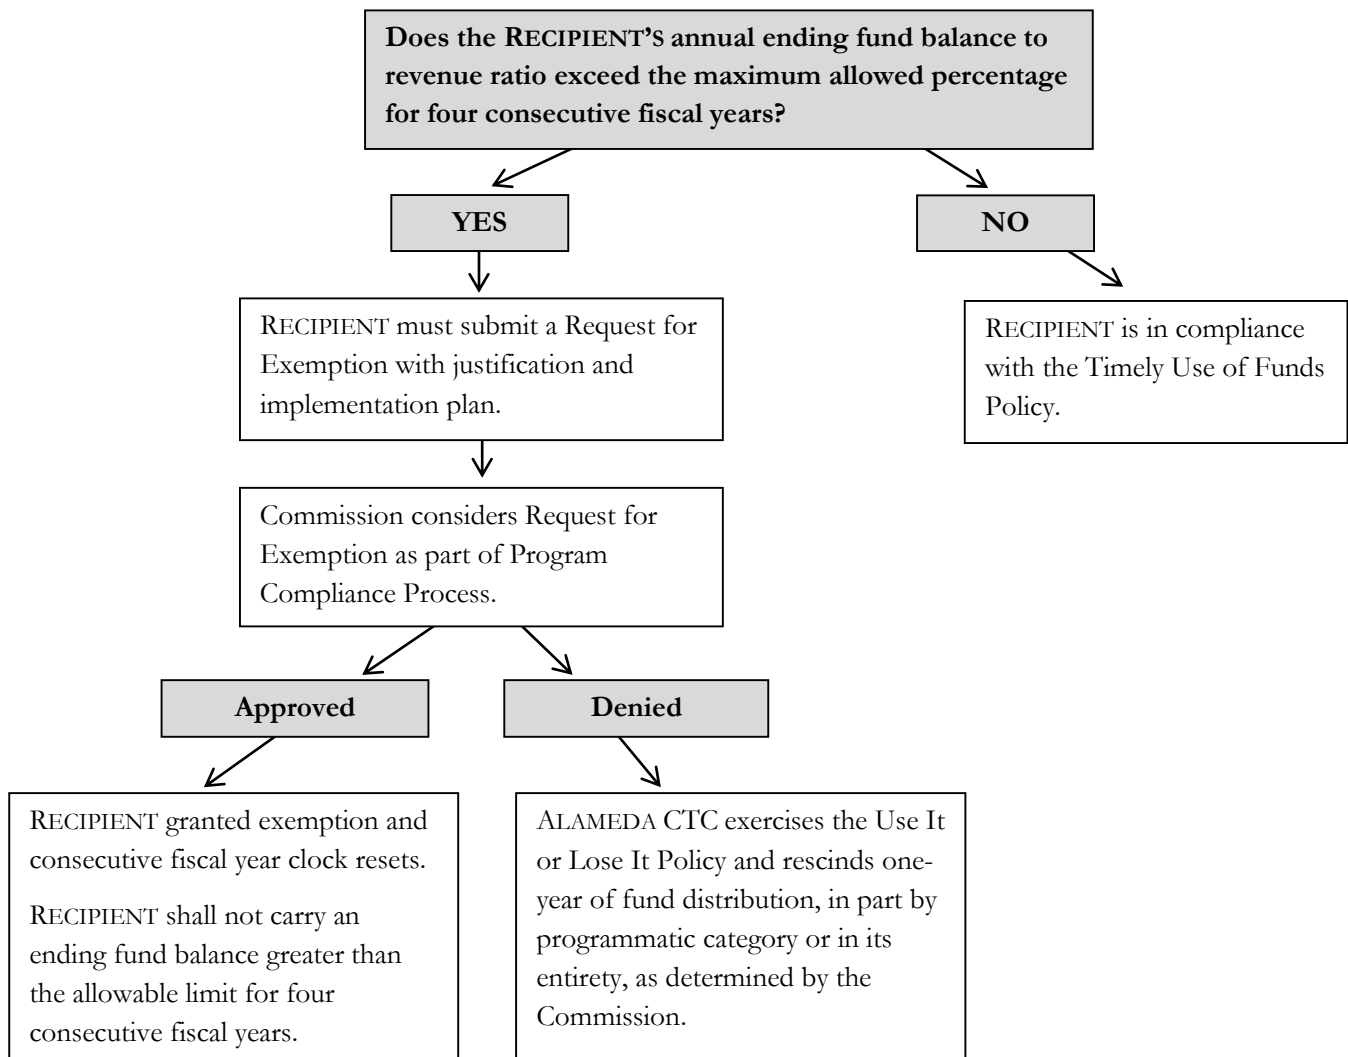 Does the RECIPIENT'S annual ending fund balance to
revenue ratio exceed the maximum allowed percentage
for four consecutive fiscal years?
YES
NO
RECIPIENT must submit a Request for
Exemption with justification and
implementation plan.
RECIPIENT is in compliance
with the Timely Use of Funds
Policy.
Commission considers Request for
Exemption as part of Program
Compliance Process.
Approved
Denied
RECIPIENT granted exemption and
consecutive fiscal year clock resets.
RECIPIENT shall not carry an
ending fund balance greater than
the allowable limit for four
consecutive fiscal years.
ALAMEDA CTC exercises the Use It
or Lose It Policy and rescinds one-
year of fund distribution, in part by
programmatic category or in its
entirety, as determined by the
Commission.